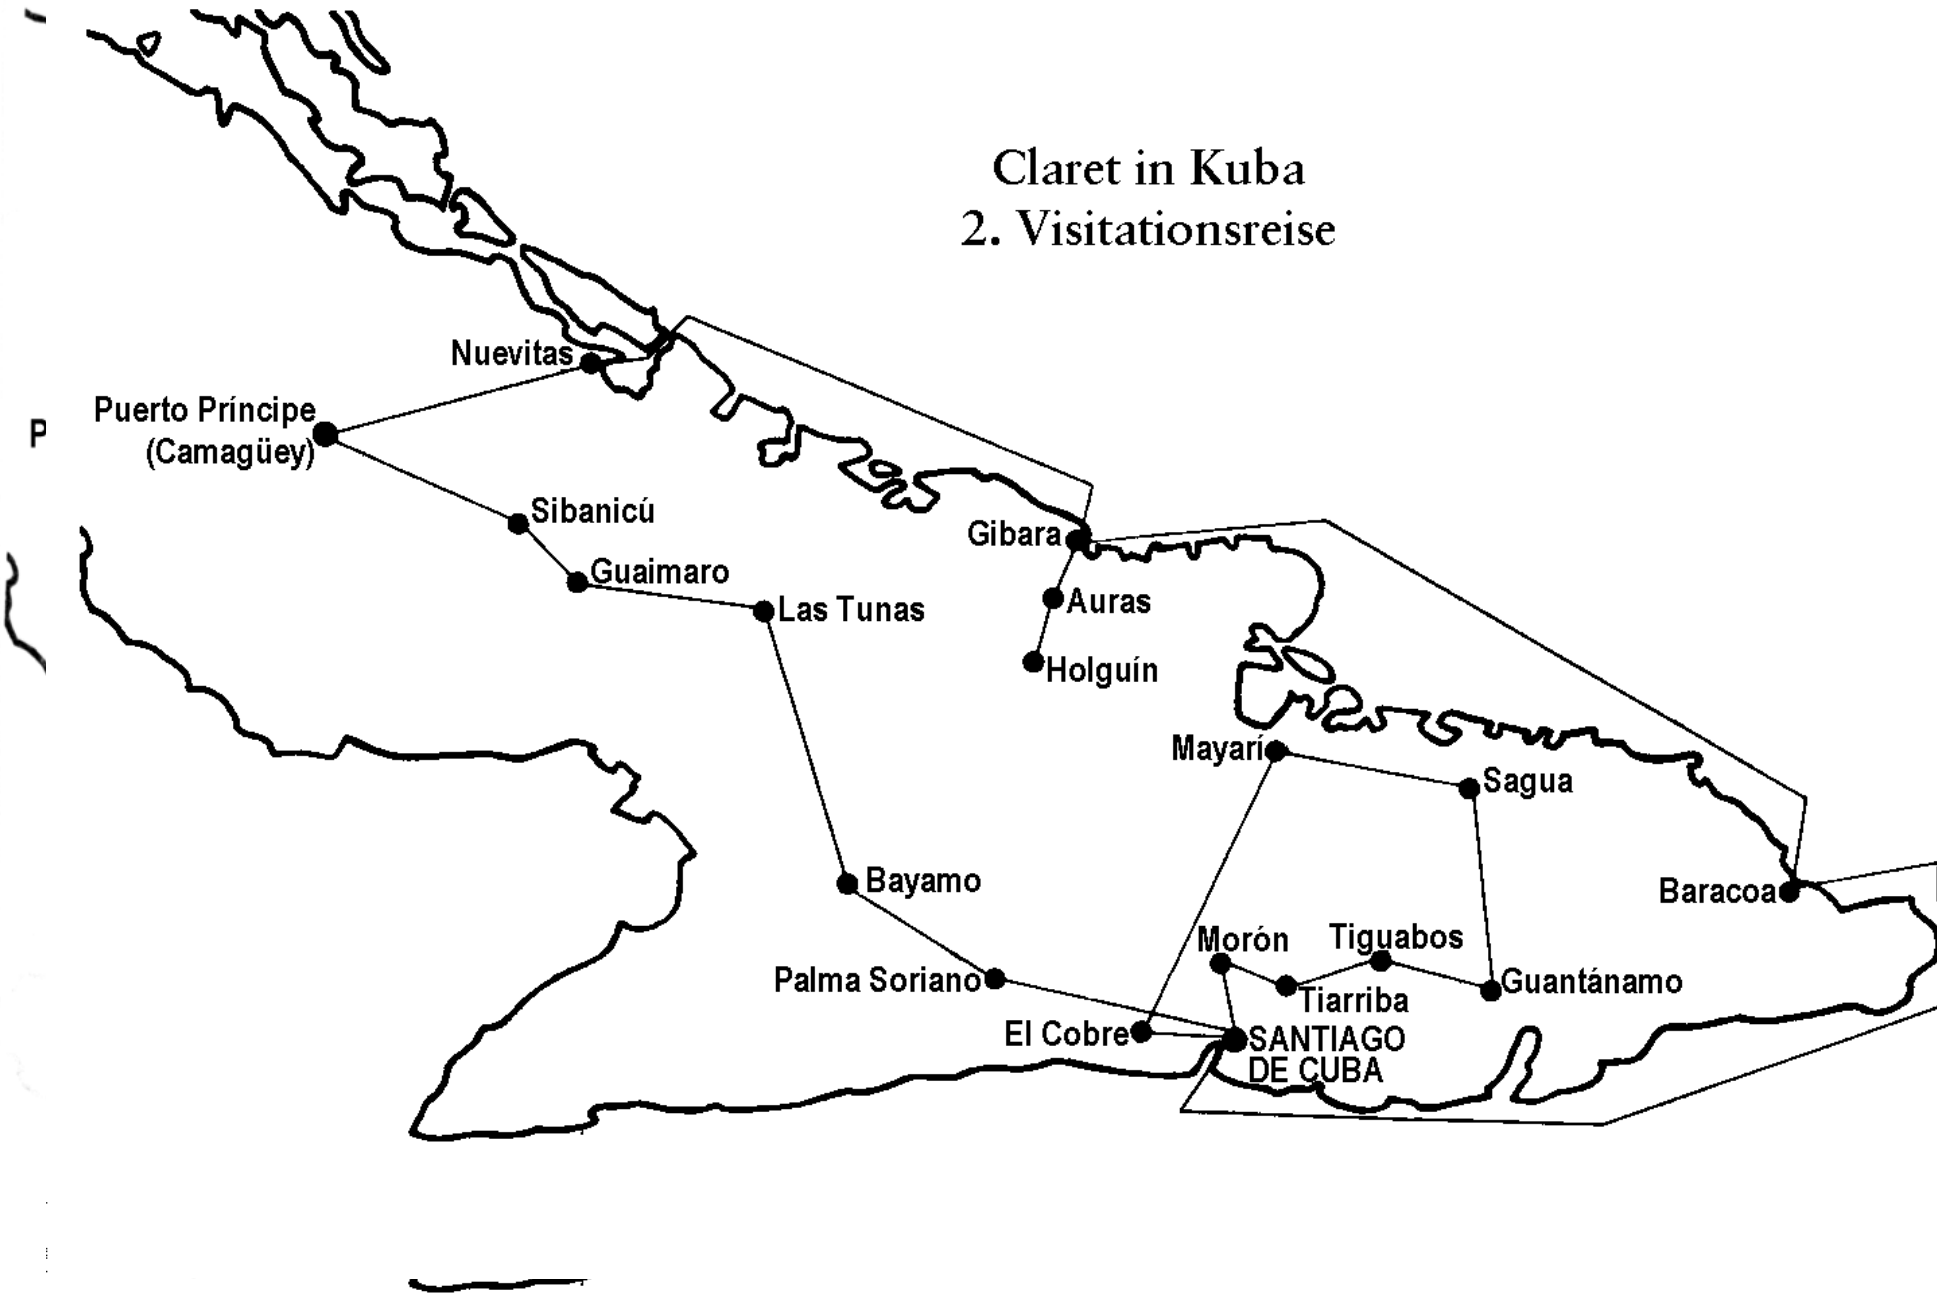 Claret in Kuba
2. Visitationsreise
Nuevitas
Puerto Príncipe
(Camagüey)
P
Sibanicú
Gibara
Guaimaro
Auras
Las Tunas
Holguín
Mayarí
Sagua
Bayamo
Baracoa
Morón
Tiguabos
Palma Soriano
Guantánamo
Tiarriba
El Cobre
SANTIAGO
DE CUBA